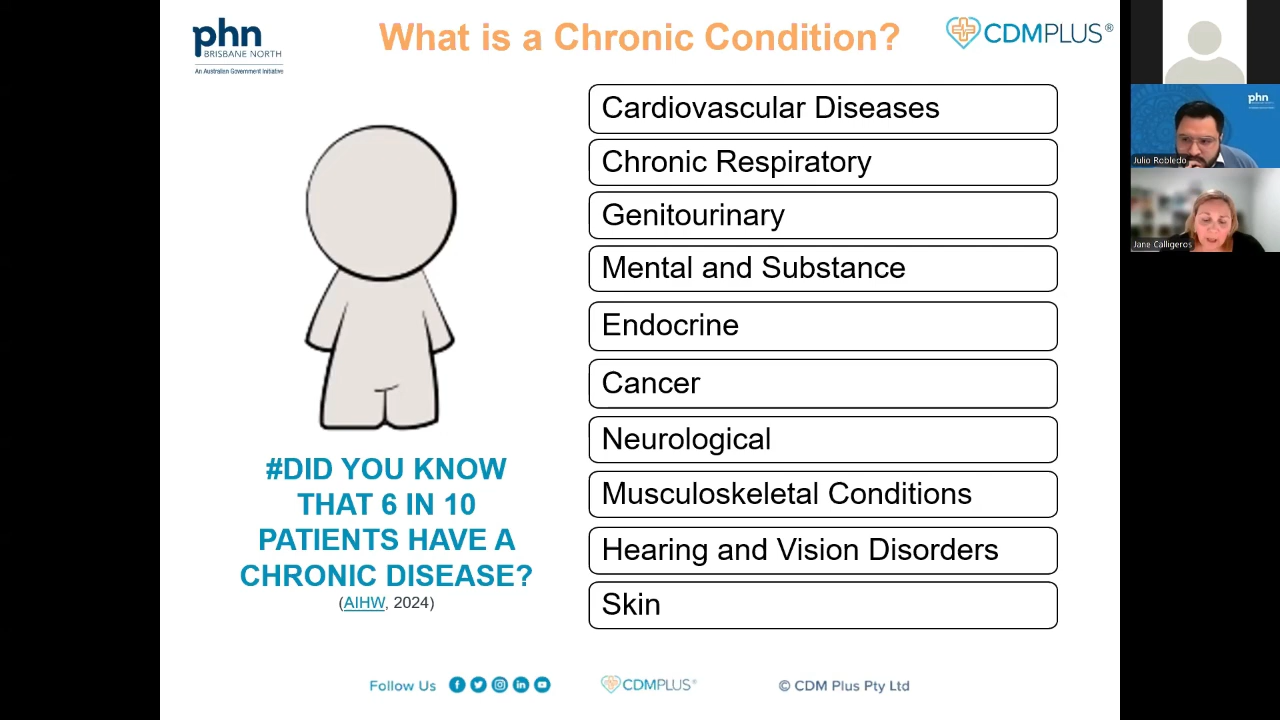 phn
BRISBANE NORTH
An Australian Government Initiative
What is a Chronic Condition?
CDMPLUS®
Cardiovascular Diseases
Chronic Respiratory
Genitourinary
Mental and Substance
Endocrine
Cancer
Neurological
Musculoskeletal Conditions
Hearing and Vision Disorders
Skin
#DID YOU KNOW
THAT 6 IN 10
PATIENTS HAVE A
CHRONIC DISEASE?
(AIHW, 2024)
Follow Us
CDMPLUS®
© CDM Plus Pty Ltd
phn
Julio Robledo
Jane Calligeros